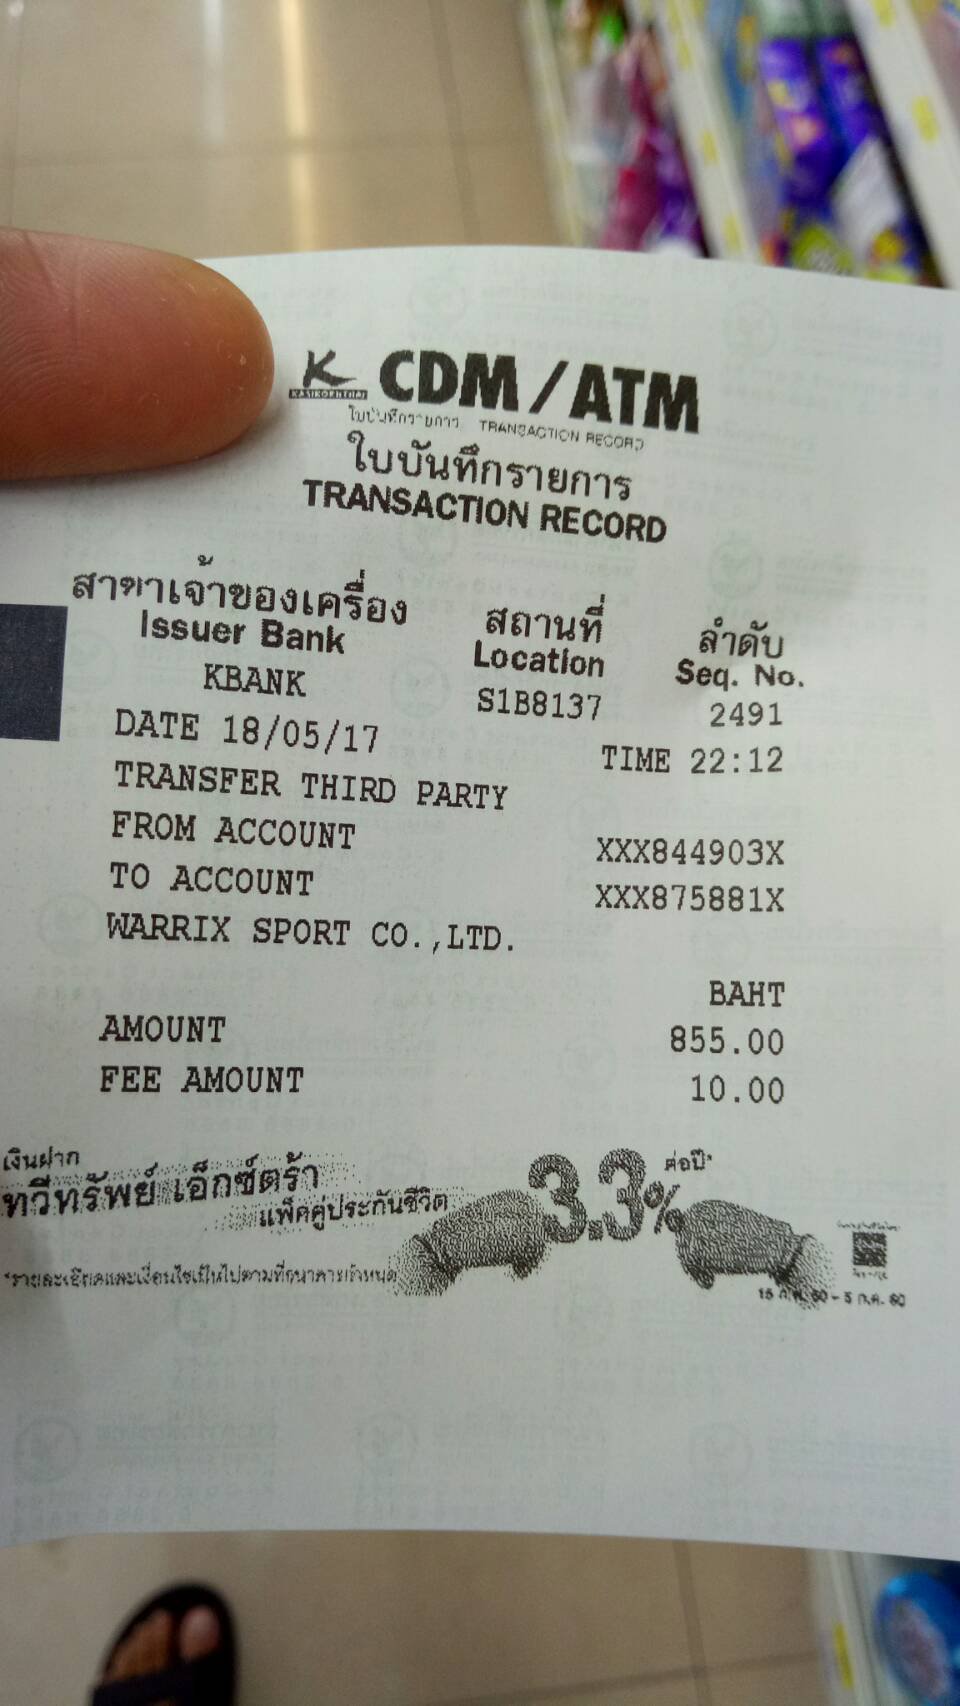 K CDM/ATM
KASIKORNTHAI
ใบบันทึกรายการ TRANSACTION RECORD
ใบบันทึกรายการ
TRANSACTION RECORD
สาขาเจ้าของเครื่อง สถานที่ ลำดับ
Issuer Bank Location Seq. No.
KBANK S1B8137 2491
DATE 18/05/17 TIME 22:12
TRANSFER THIRD PARTY
FROM ACCOUNT XXX844903X
TO ACCOUNT XXX875881X
WARRIX SPORT CO.,LTD.
BAHT
AMOUNT 855.00
FEE AMOUNT 10.00
เงินฝาก
ทวีทรัพย์ เอ็กซ์ตร้า
แพ็คคู่ประกันชีวิต
3.3% ต่อปี*
*รายละเอียดและเงื่อนไขเป็นไปตามที่ธนาคารกำหนด
15 ก.พ. 60 - 5 ก.ค. 60